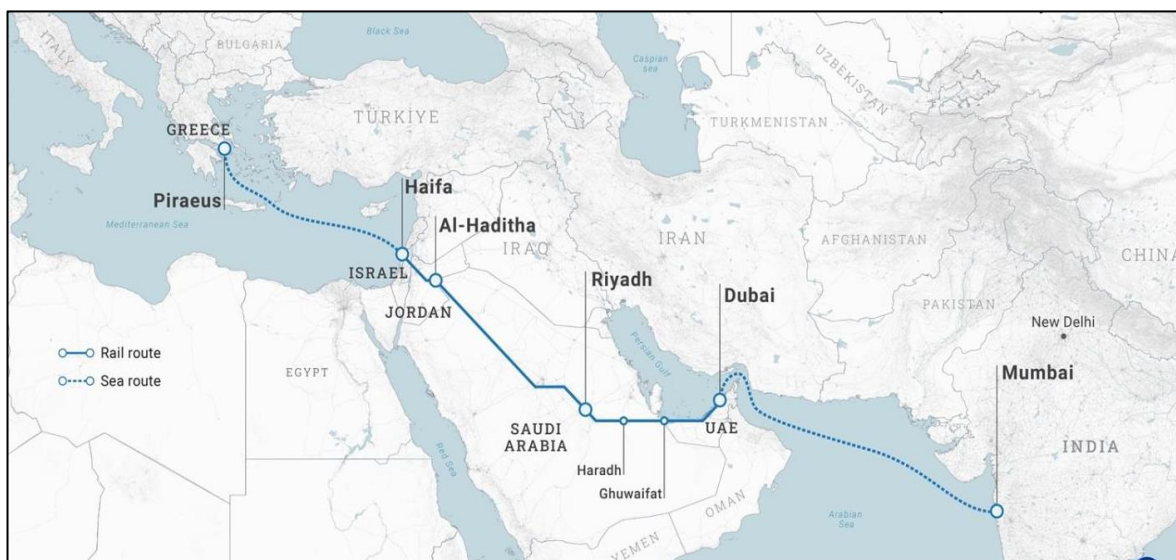 Black Sea
ITALY
BULGARIA
Caspian
sea
UZBEKISTAN
TÜRKİYE
TURKMENISTAN
GREECE
Haifa
Piraeus
Mediterranean Sea
Al-Haditha
IRAQ
IRAN
AFGHANISTAN
CHINA
ISRAEL
Riyadh
Dubai
JORDAN
PAKISTAN
New Delhi
Persian Gulf
Rail route
Sea route
EGYPT
Mumbai
SAUDI
ARABIA
UAE
INDIA
Red Sea
Haradh
Ghuwaifat
OMAN
Arabian
Sea
YEMEN